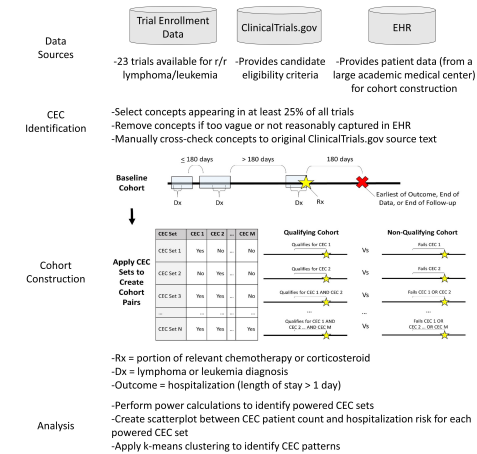 Data
Sources
Trial Enrollment
Data
ClinicalTrials.gov
EHR
-23 trials available for r/r
lymphoma/leukemia
-Provides candidate
eligibility criteria
-Provides patient data (from a
large academic medical center)
for cohort construction
CEC
Identification
-Select concepts appearing in at least 25% of all trials
-Remove concepts if too vague or not reasonably captured in EHR
-Manually cross-check concepts to original ClinicalTrials.gov source text
Cohort
Construction
Baseline
Cohort
≤ 180 days
> 180 days
180 days
Dx
Dx
Dx
Rx
Earliest of Outcome, End of
Data, or End of Follow-up
Apply CEC
Sets to
Create
Cohort
Pairs
CEC Set CEC 1 CEC 2 ... CEC M
CEC Set 1 Yes No ... No
CEC Set 2 No Yes ... No
CEC Set 3 Yes Yes ... No
... ... ... ... ...
CEC Set N Yes Yes ... Yes
Qualifying Cohort
Non-Qualifying Cohort
Qualifies for CEC 1
Vs
Fails CEC 1
Qualifies for CEC 2
Vs
Fails CEC 2
Qualifies for CEC 1 AND CEC 2
Vs
Fails CEC 1 OR CEC 2
... ... ...
Qualifies for CEC 1 AND
CEC 2 ... AND CEC M
Vs
Fails CEC 1 OR
CEC 2 ... OR CEC M
-Rx = portion of relevant chemotherapy or corticosteroid
-Dx = lymphoma or leukemia diagnosis
-Outcome = hospitalization (length of stay > 1 day)
Analysis
-Perform power calculations to identify powered CEC sets
-Create scatterplot between CEC patient count and hospitalization risk for each
powered CEC set
-Apply k-means clustering to identify CEC patterns